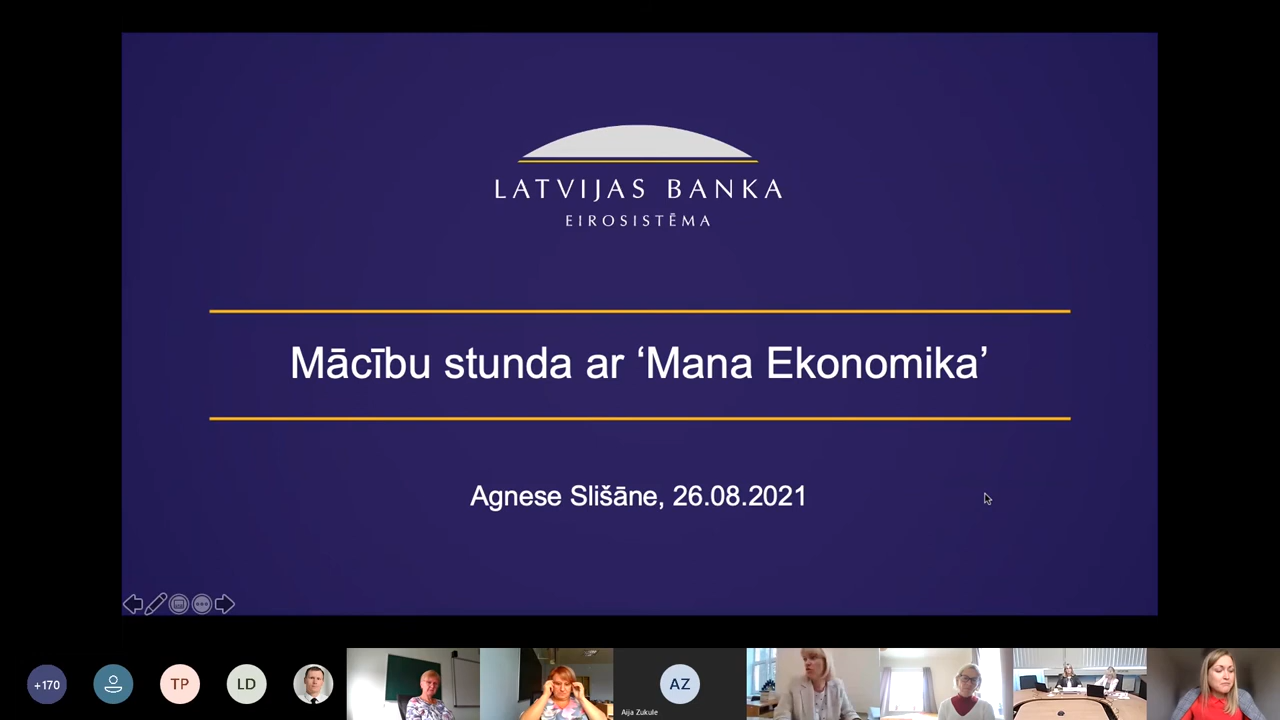 LATVIJAS BANKA
EIROSISTĒMA
Mācību stunda ar ‘Mana Ekonomika’
Agnese Slišāne, 26.08.2021
+170
TP
LD
AZ
Aija Zukule